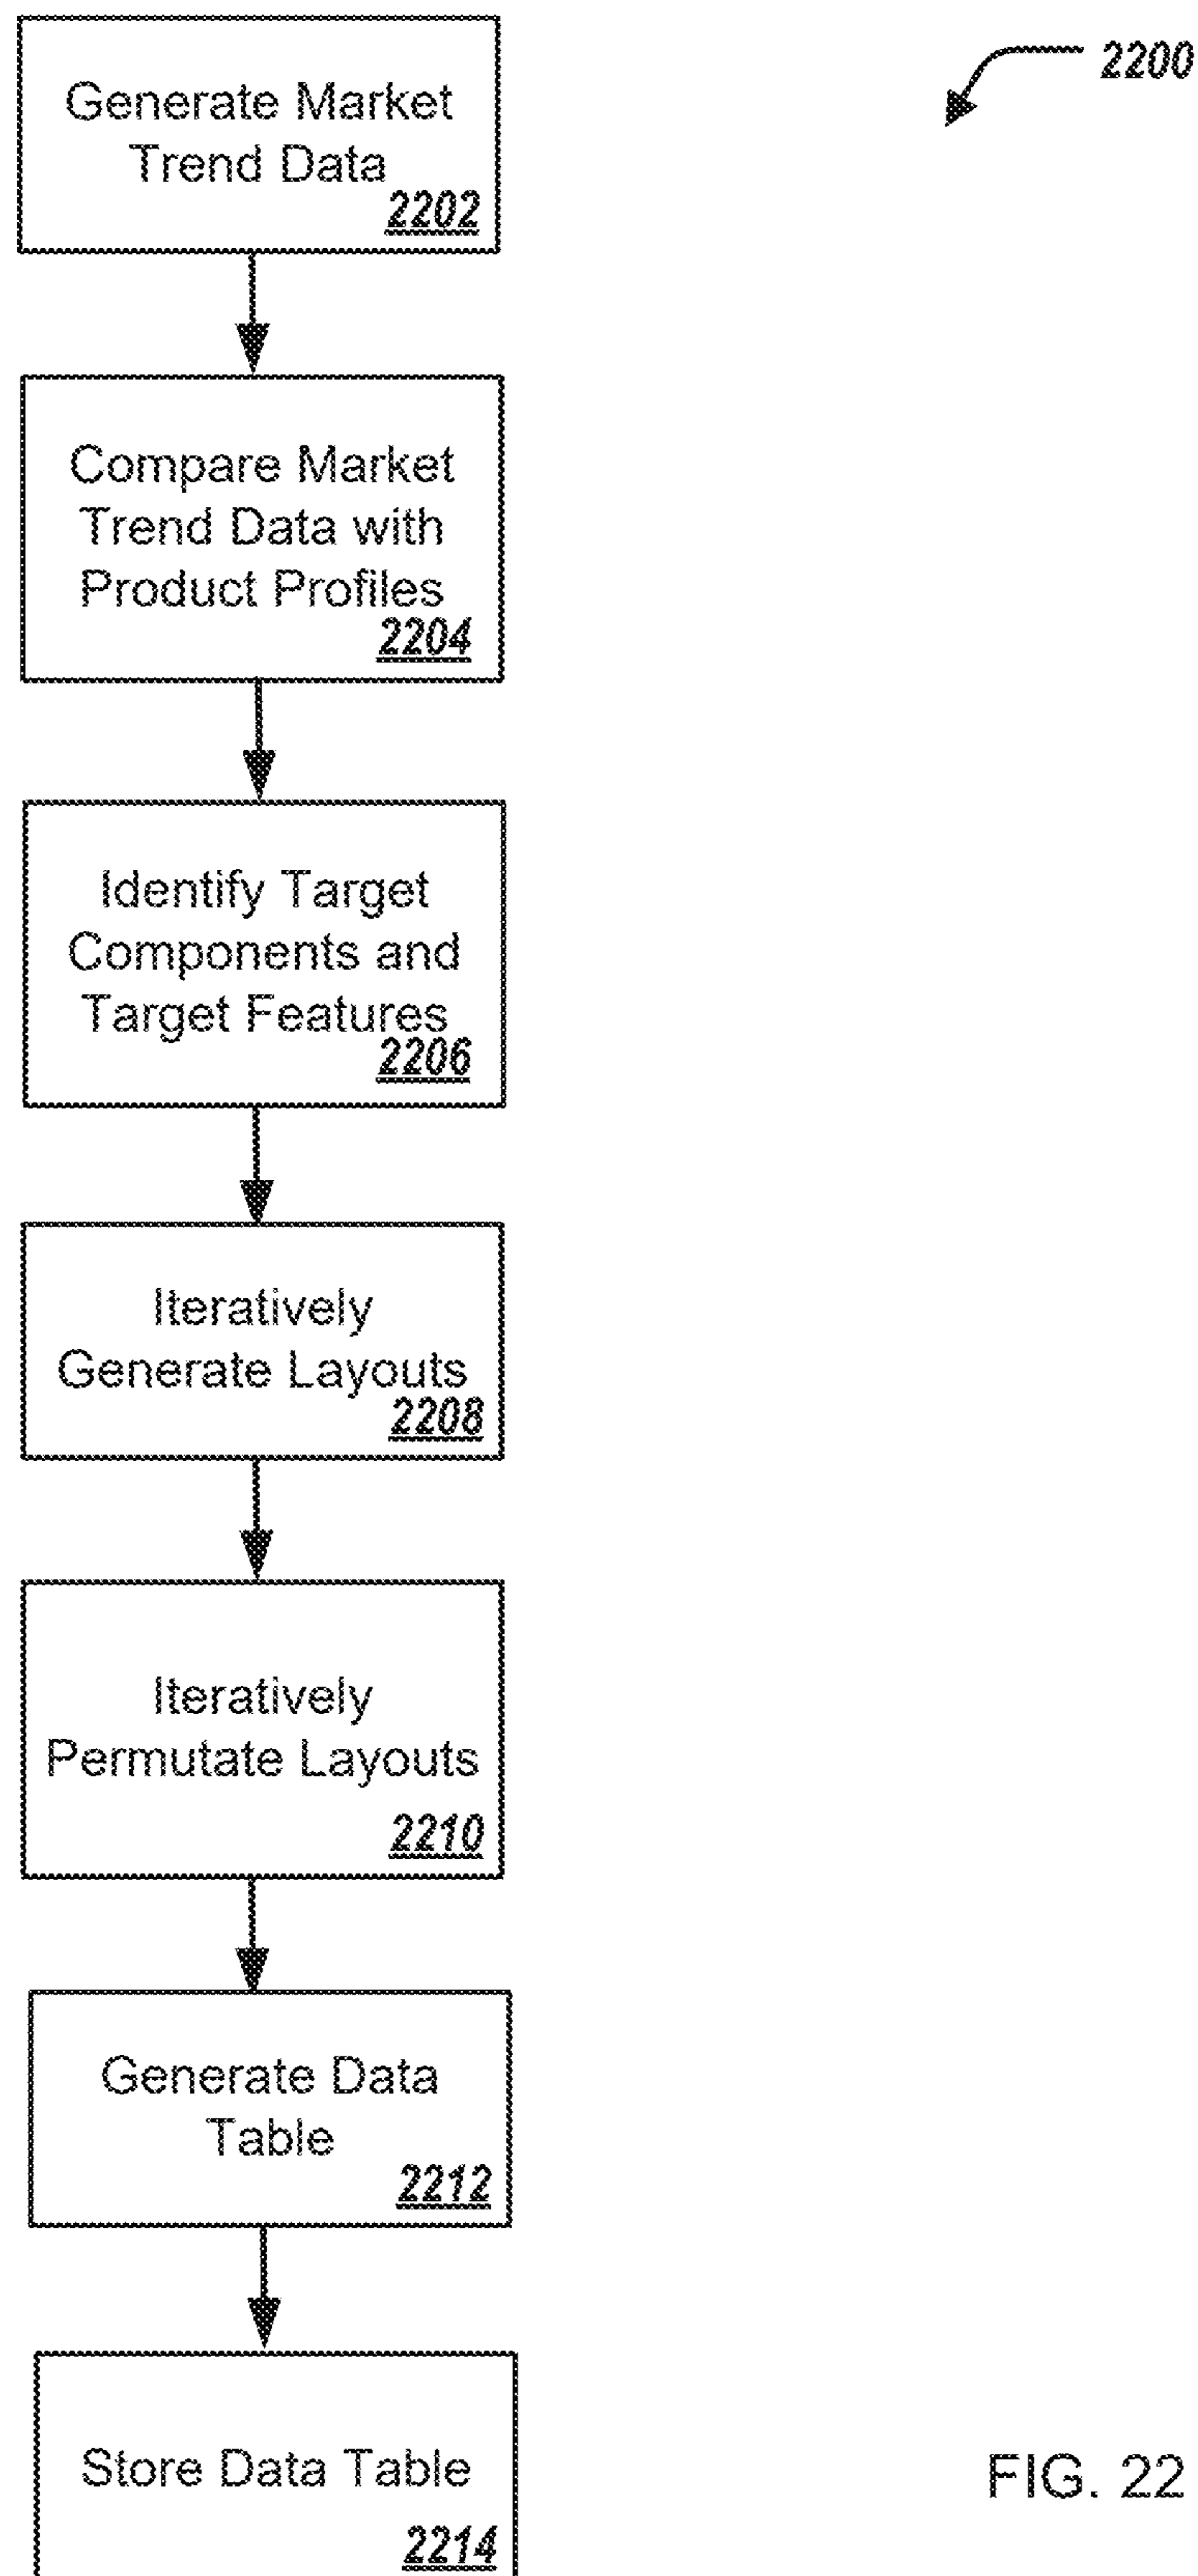 2200
Generate Market
Trend Data
2202
Compare Market
Trend Data with
Product Profiles
2204
Identify Target
Components and
Target Features
2206
Iteratively
Generate Layouts
2208
Iteratively
Permutate Layouts
2210
Generate Data
Table
2212
Store Data Table
2214
FIG. 22